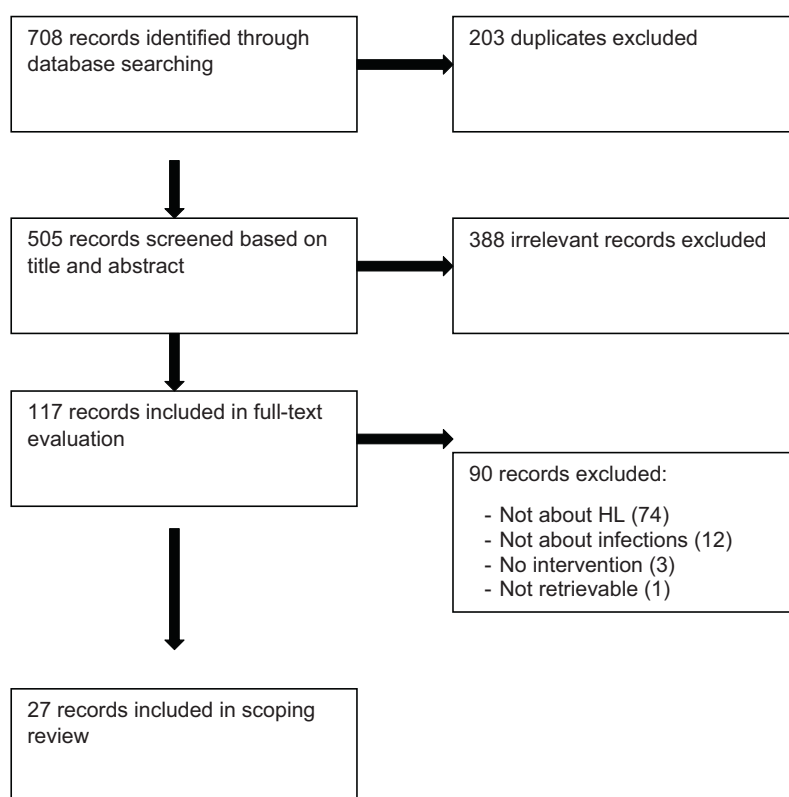 708 records identified through
database searching
203 duplicates excluded
505 records screened based on
title and abstract
388 irrelevant records excluded
117 records included in full-text
evaluation
90 records excluded:
- Not about HL (74)
- Not about infections (12)
- No intervention (3)
- Not retrievable (1)
27 records included in scoping
review